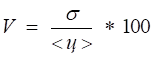 V = σ / <ц> * 100